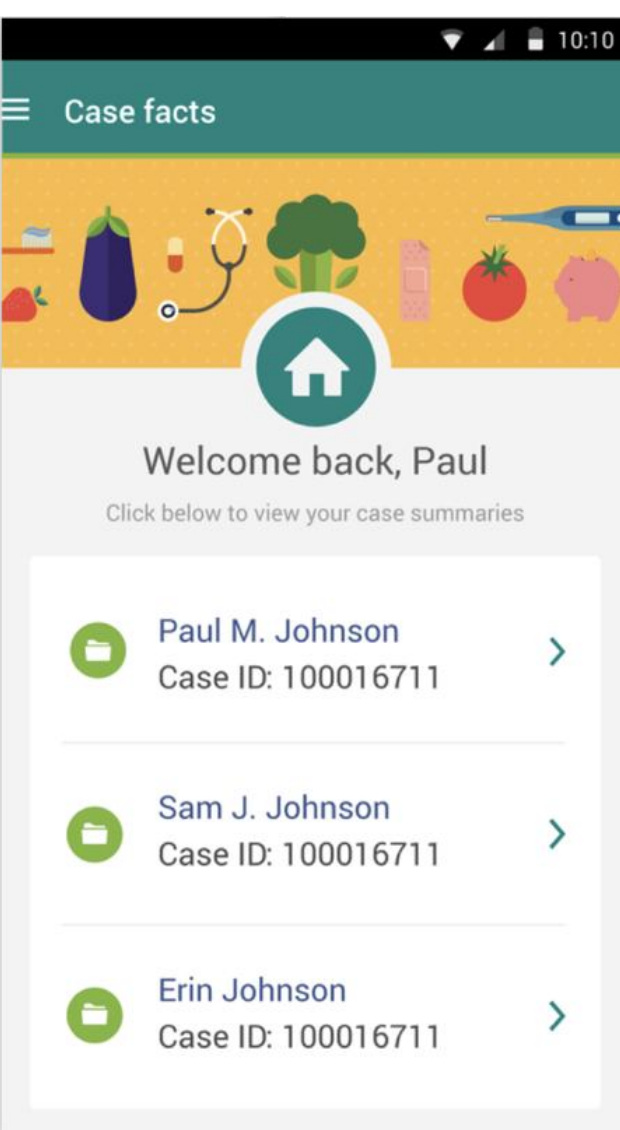 10:10
Case facts
Welcome back, Paul
Click below to view your case summaries
Paul M. Johnson
Case ID: 100016711
Sam J. Johnson
Case ID: 100016711
Erin Johnson
Case ID: 100016711